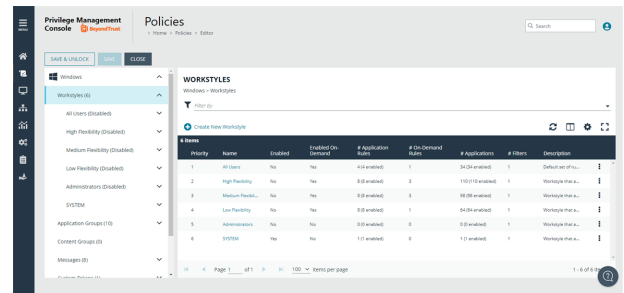 Privilege Management
Console BeyondTrust
Policies
> Home > Policies > Editor
Search
MENU
SAVE & UNLOCK SAVE CLOSE
Windows
Workstyles (6)
All Users (Disabled)
High Flexibility (Disabled)
Medium Flexibility (Disabled)
Low Flexibility (Disabled)
Administrators (Disabled)
SYSTEM
Application Groups (10)
Content Groups (0)
Messages (8)
Custom Tokens (1)
WORKSTYLES
Windows > Workstyles
Filter by
Create New Workstyle
6 items
Priority Name Enabled Enabled On-Demand # Application Rules # On-Demand Rules # Applications # Filters Description
1 All Users No Yes 4 (4 enabled) 1 34 (34 enabled) 1 Default set of ru...
2 High Flexibility No Yes 8 (8 enabled) 3 110 (110 enabled) 1 Workstyle that a...
3 Medium Flexibil... No Yes 8 (8 enabled) 3 98 (98 enabled) 1 Workstyle that a...
4 Low Flexibility No Yes 8 (8 enabled) 1 64 (64 enabled) 1 Workstyle that a...
5 Administrators No No 0 (0 enabled) 0 0 (0 enabled) 1 Workstyle that a...
6 SYSTEM Yes No 1 (1 enabled) 0 1 (1 enabled) 1 Workstyle that a...
Page 1 of 1 100 items per page
1 - 6 of 6